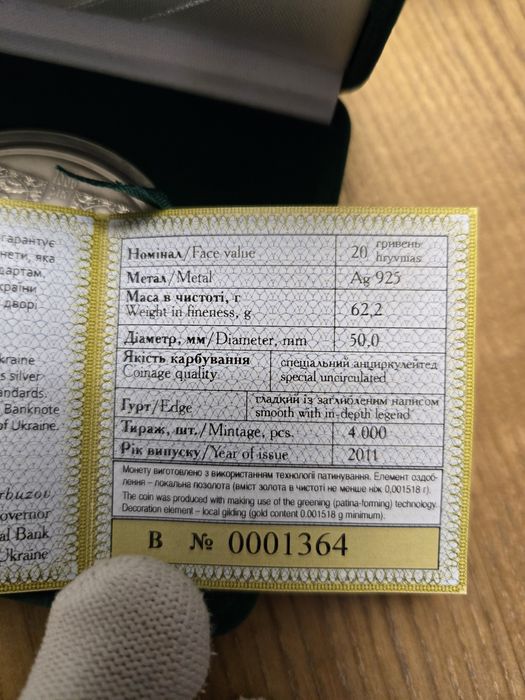 гарантує
нети, яка
дартам.
країни
дворі
kraine
s silver
andards.
Banknote
of Ukraine.
rbuzov,
overnor
al Bank
Ukraine
Номінал/Face value 20 гривень hryvnias
Метал/Metal Ag 925
Маса в чистоті, г
Weight in fineness, g 62,2
Діаметр, мм/Diameter, mm 50,0
Якість карбування спеціальний анциркулейтед
Coinage quality special uncirculated
Гурт/Edge гладкий із заглибленим написом
smooth with in-depth legend
Тираж, шт./Mintage, pcs. 4 000
Рік випуску/Year of issue 2011
Монету виготовлено з використанням технології патинування. Елемент оздоб-
лення – локальна позолота (вміст золота в чистоті не менше ніж 0,001518 г).
The coin was produced with making use of the greening (patina-forming) technology.
Decoration element – local gilding (gold content 0.001518 g minimum).
В № 0001364